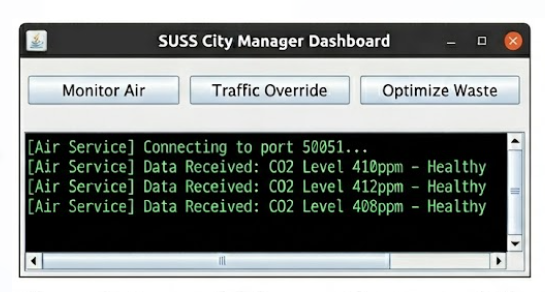 SUSS City Manager Dashboard
Monitor Air Traffic Override Optimize Waste
[Air Service] Connecting to port 50051...
[Air Service] Data Received: CO2 Level 410ppm – Healthy
[Air Service] Data Received: CO2 Level 412ppm – Healthy
[Air Service] Data Received: CO2 Level 408ppm – Healthy